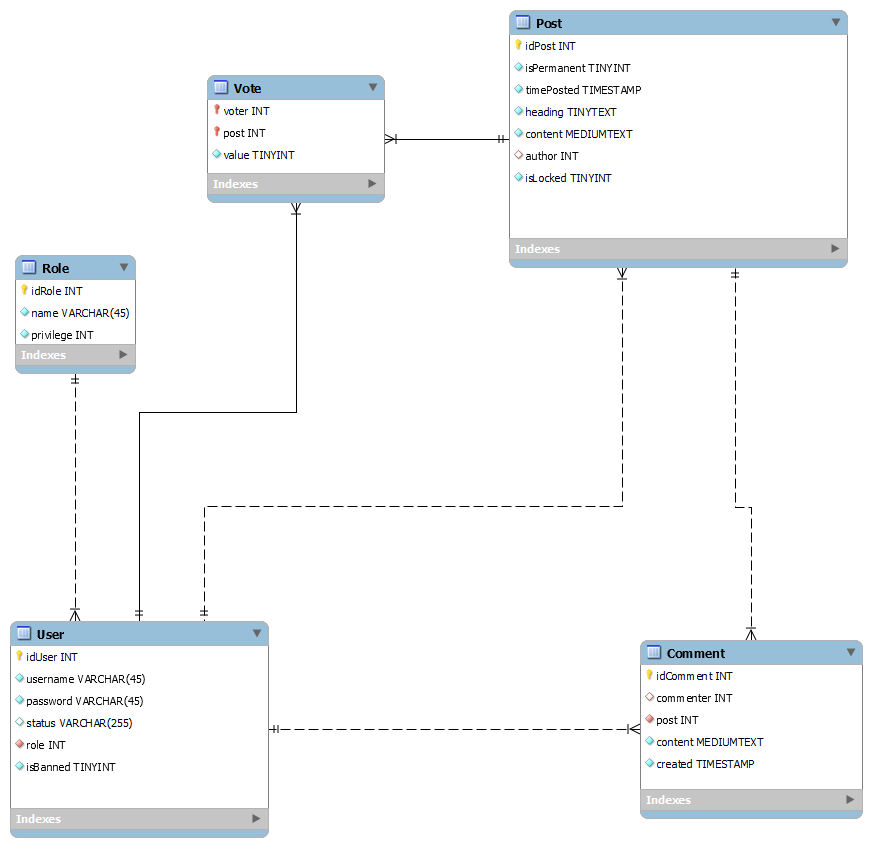 Post
idPost INT
isPermanent TINYINT
timePosted TIMESTAMP
heading TINYTEXT
content MEDIUMTEXT
author INT
isLocked TINYINT
Indexes
Vote
voter INT
post INT
value TINYINT
Indexes
Role
idRole INT
name VARCHAR(45)
privilege INT
Indexes
User
idUser INT
username VARCHAR(45)
password VARCHAR(45)
status VARCHAR(255)
role INT
isBanned TINYINT
Indexes
Comment
idComment INT
commenter INT
post INT
content MEDIUMTEXT
created TIMESTAMP
Indexes